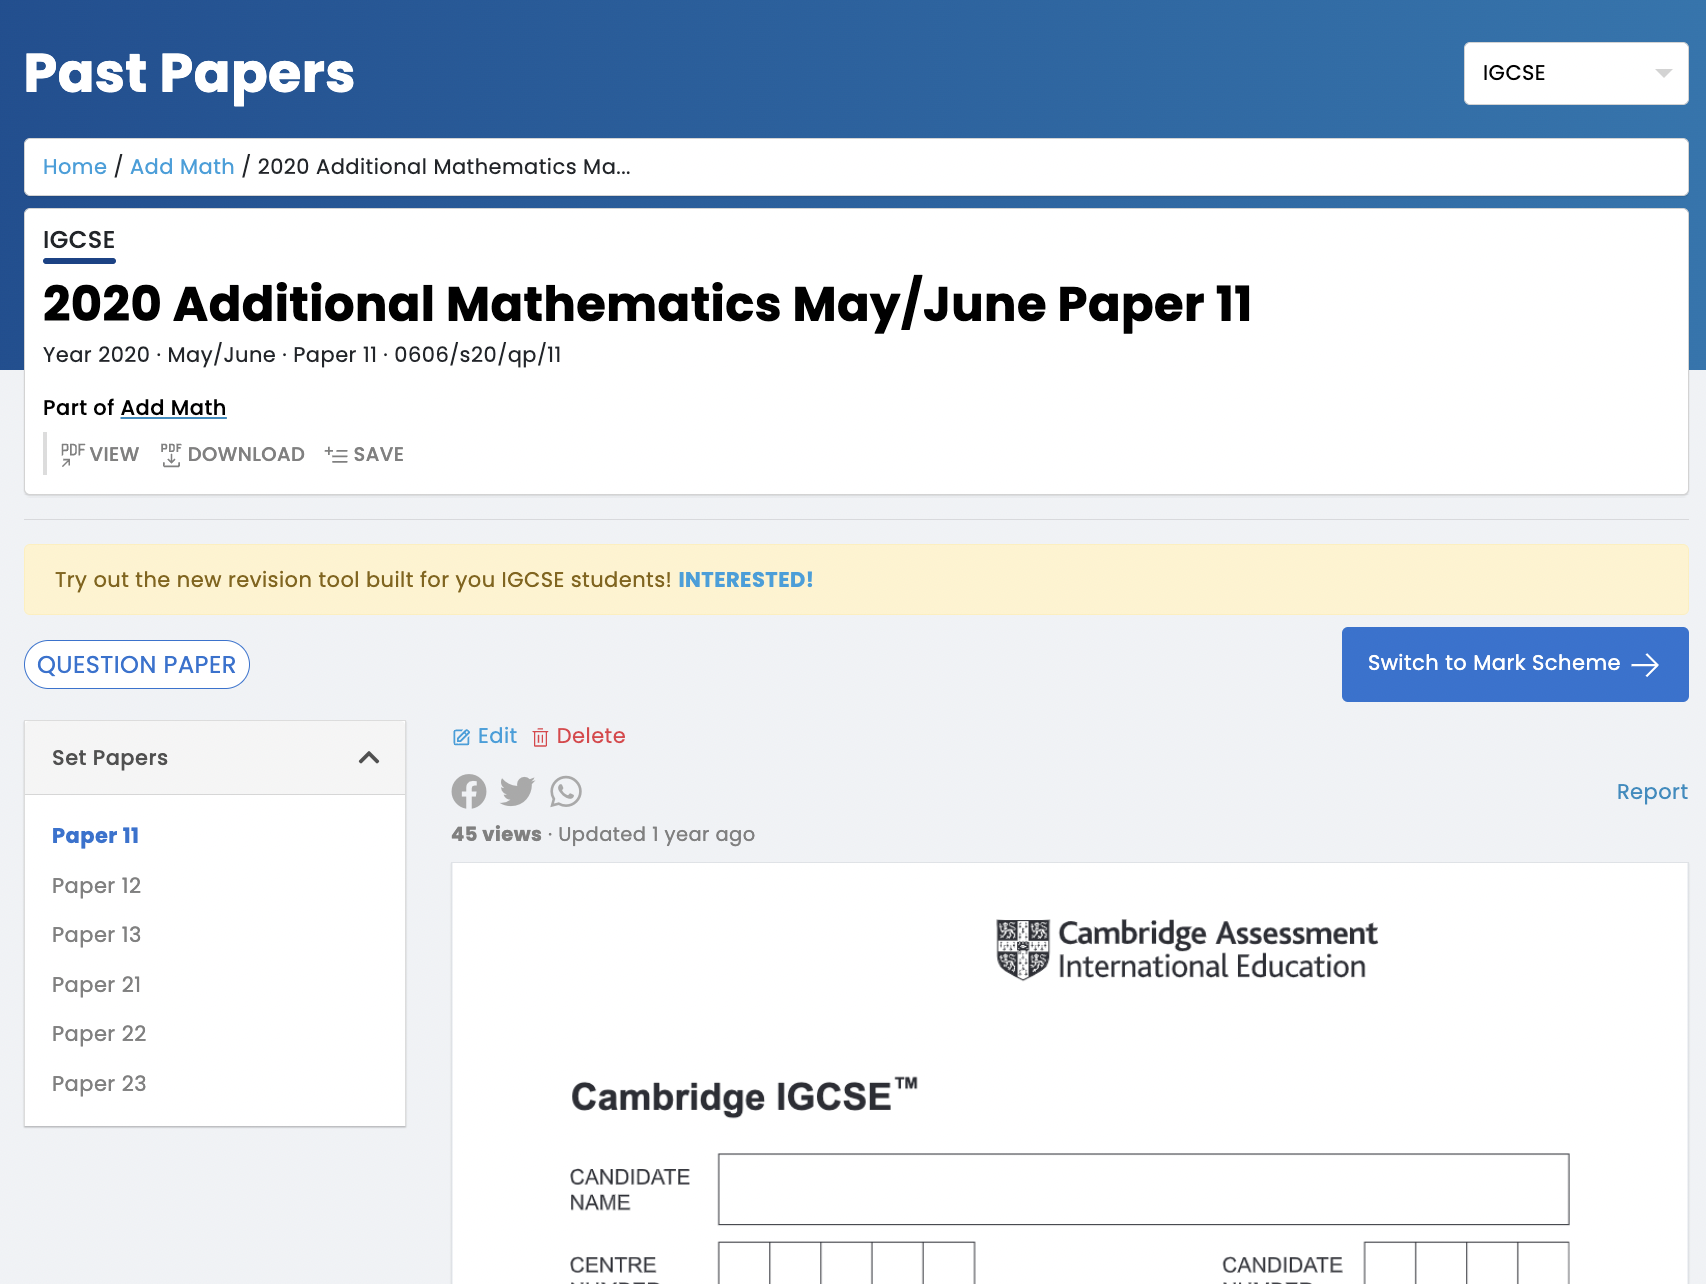 Past Papers
IGCSE
Home / Add Math / 2020 Additional Mathematics Ma...
IGCSE
2020 Additional Mathematics May/June Paper 11
Year 2020 · May/June · Paper 11 · 0606/s20/qp/11
Part of Add Math
PDF VIEW PDF DOWNLOAD SAVE
Try out the new revision tool built for you IGCSE students! INTERESTED!
QUESTION PAPER
Switch to Mark Scheme
Set Papers
Paper 11
Paper 12
Paper 13
Paper 21
Paper 22
Paper 23
Edit Delete
Report
45 views · Updated 1 year ago
Cambridge Assessment
International Education
Cambridge IGCSE™
CANDIDATE
NAME
CENTRE
CANDIDATE